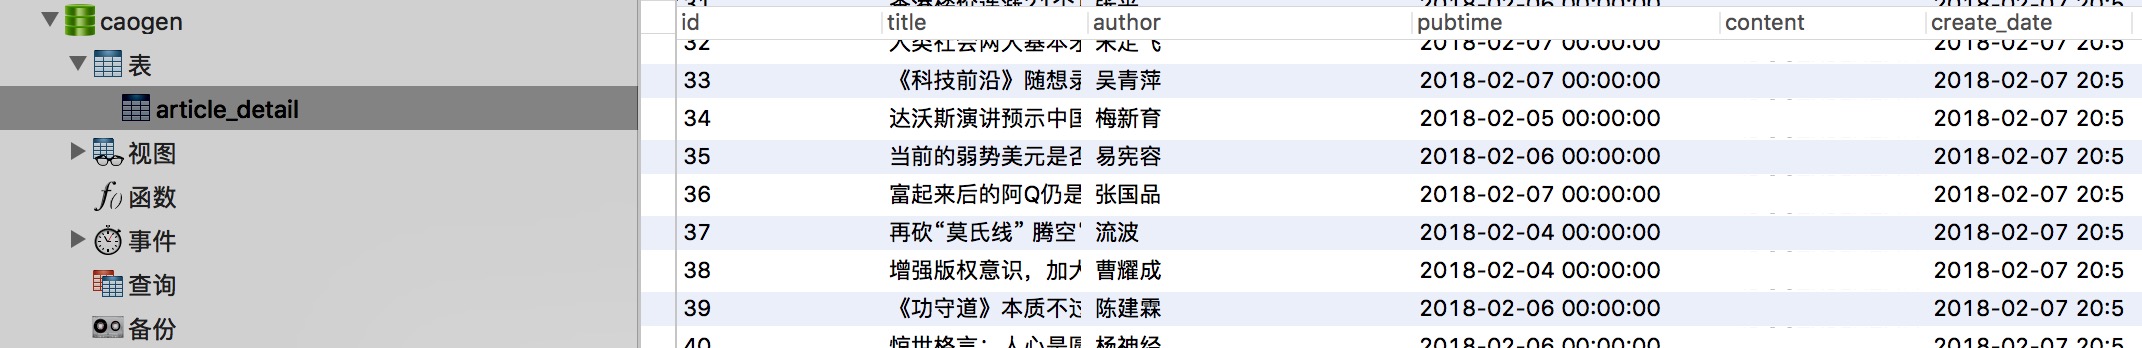 caogen
表
article_detail
视图
f() 函数
事件
查询
备份
id title author pubtime content create_date
32 2018-02-07 00:00:00 2018-02-07 20:5
33 《科技前沿》随想录 吴青萍 2018-02-07 00:00:00 2018-02-07 20:5
34 达沃斯演讲预示中国 梅新育 2018-02-05 00:00:00 2018-02-07 20:5
35 当前的弱势美元是否 易宪容 2018-02-06 00:00:00 2018-02-07 20:5
36 富起来后的阿Q仍是 张国品 2018-02-07 00:00:00 2018-02-07 20:5
37 再砍“莫氏线” 腾空 流波 2018-02-04 00:00:00 2018-02-07 20:5
38 增强版权意识，加大 曹耀成 2018-02-04 00:00:00 2018-02-07 20:5
39 《功守道》本质不过 陈建霖 2018-02-06 00:00:00 2018-02-07 20:5
40 惊世格言：人心是 杨神经 2018-02-06 00:00:00 2018-02-07 20:5